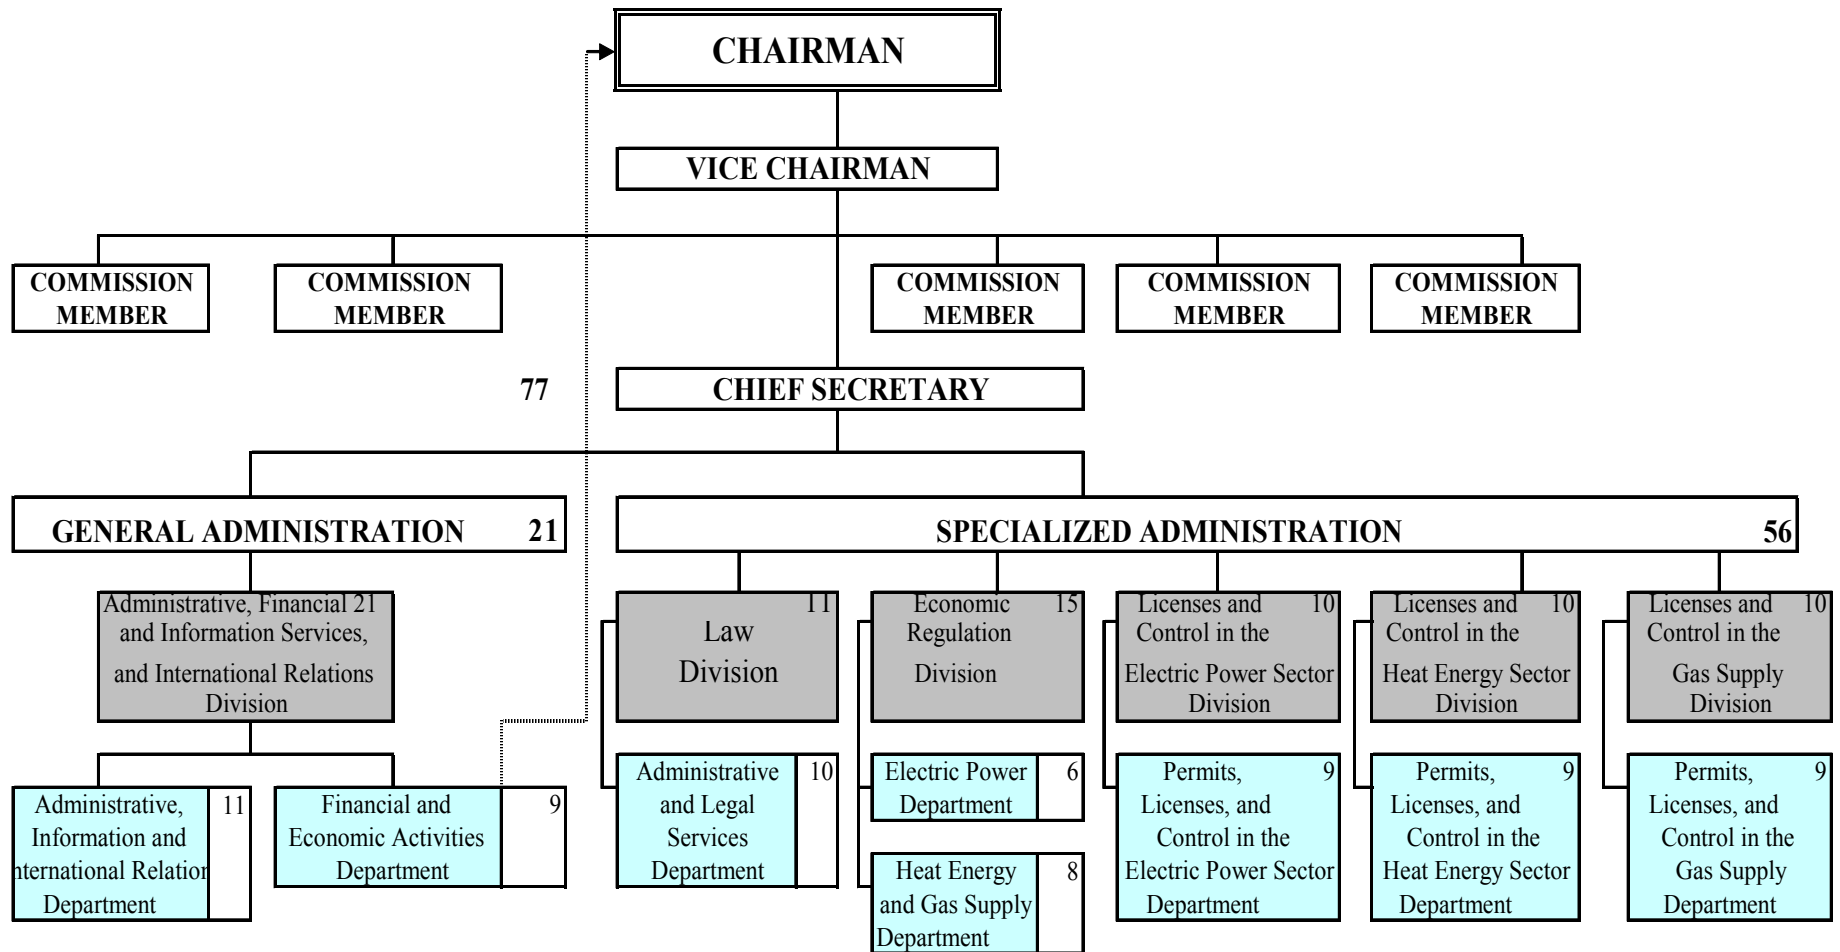 CHAIRMAN
VICE CHAIRMAN
COMMISSION
MEMBER
COMMISSION
MEMBER
COMMISSION
MEMBER
COMMISSION
MEMBER
COMMISSION
MEMBER
77
CHIEF SECRETARY
GENERAL ADMINISTRATION 21
SPECIALIZED ADMINISTRATION 56
Administrative, Financial 21
and Information Services,
and International Relations
Division
11
Law
Division
Economic 15
Regulation
Division
Licenses and 10
Control in the
Electric Power Sector
Division
Licenses and 10
Control in the
Heat Energy Sector
Division
Licenses and 10
Control in the
Gas Supply
Division
Administrative, 11
Information and
nternational Relation
Department
Financial and 9
Economic Activities
Department
Administrative 10
and Legal
Services
Department
Electric Power 6
Department
Heat Energy 8
and Gas Supply
Department
Permits, 9
Licenses, and
Control in the
Electric Power Sector
Department
Permits, 9
Licenses, and
Control in the
Heat Energy Sector
Department
Permits, 9
Licenses, and
Control in the
Gas Supply
Department